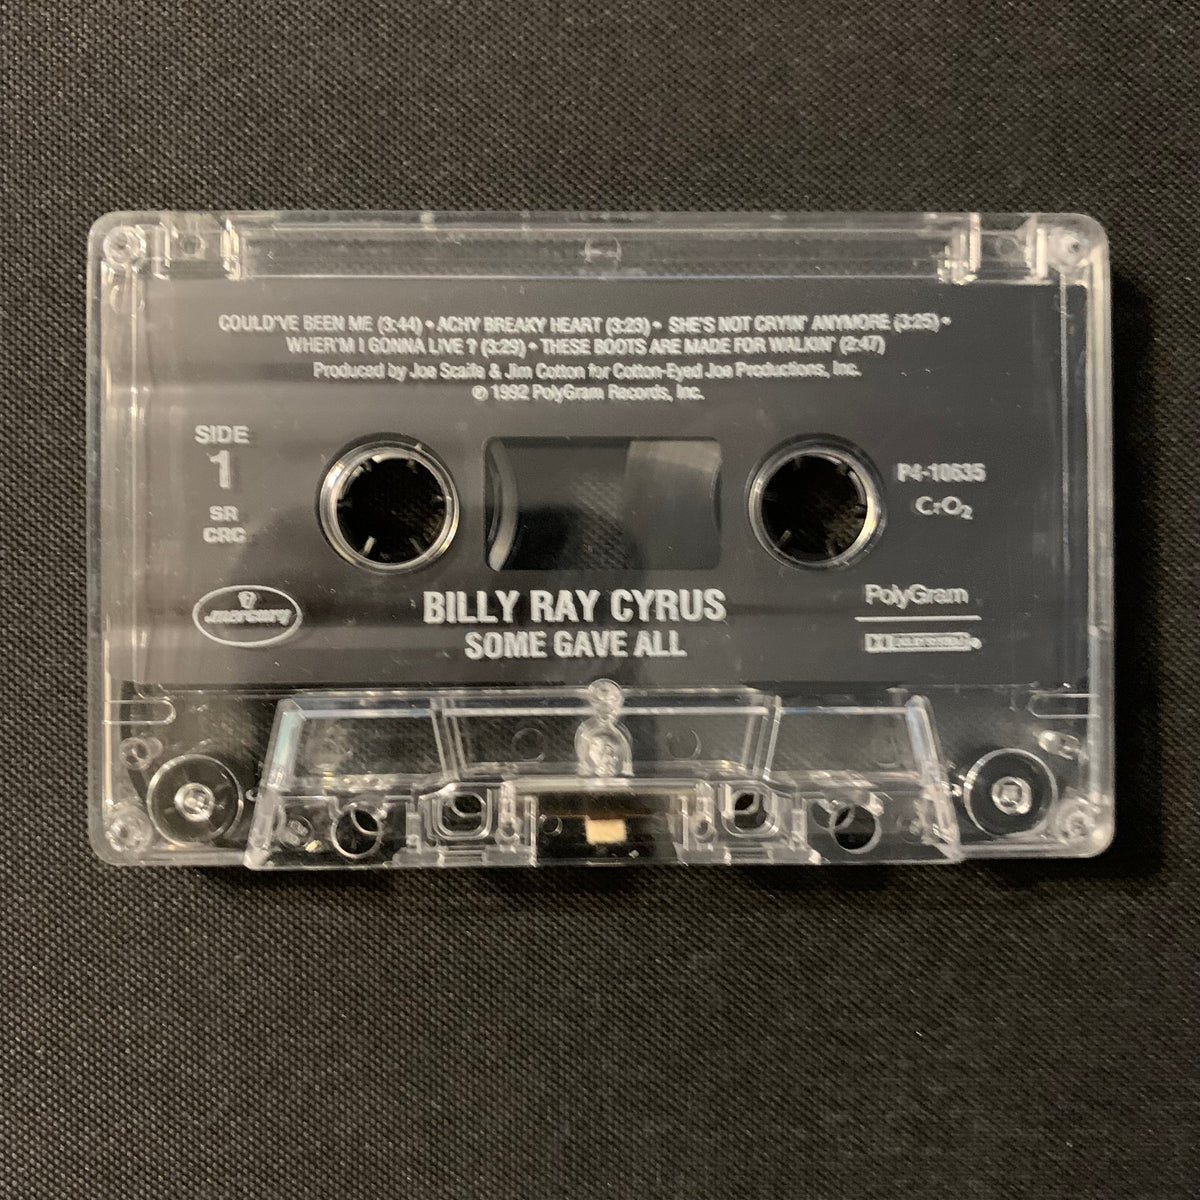 COULD'VE BEEN ME (3:44) • ACHY BREAKY HEART (3:23) • SHE'S NOT CRYIN' ANYMORE (3:25) •
WHER'M I GONNA LIVE ? (3:29) • THESE BOOTS ARE MADE FOR WALKIN' (2:47)
Produced by Joe Scaife & Jim Cotton for Cotton-Eyed Joe Productions, Inc.
℗ 1992 PolyGram Records, Inc.
SIDE
1
SR
CRC
P4-10635
CrO₂
mercury
BILLY RAY CYRUS
SOME GAVE ALL
PolyGram